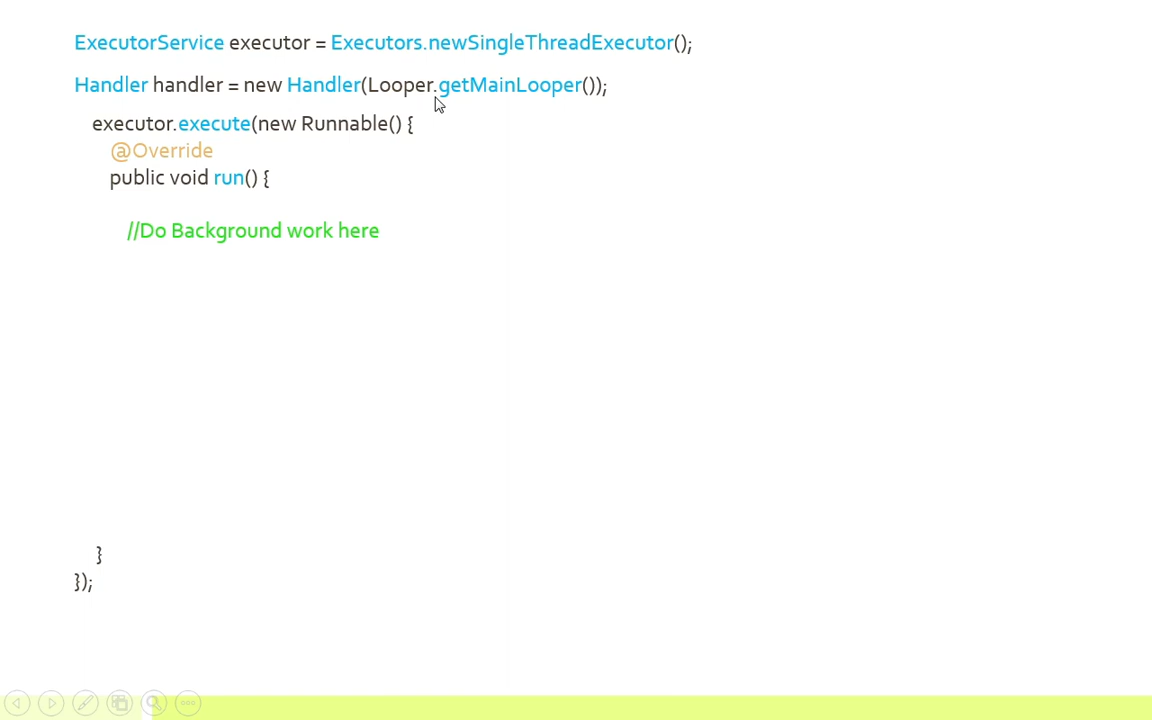 ExecutorService executor = Executors.newSingleThreadExecutor();
Handler handler = new Handler(Looper.getMainLooper());
executor.execute(new Runnable() {
@Override
public void run() {
//Do Background work here
}
});